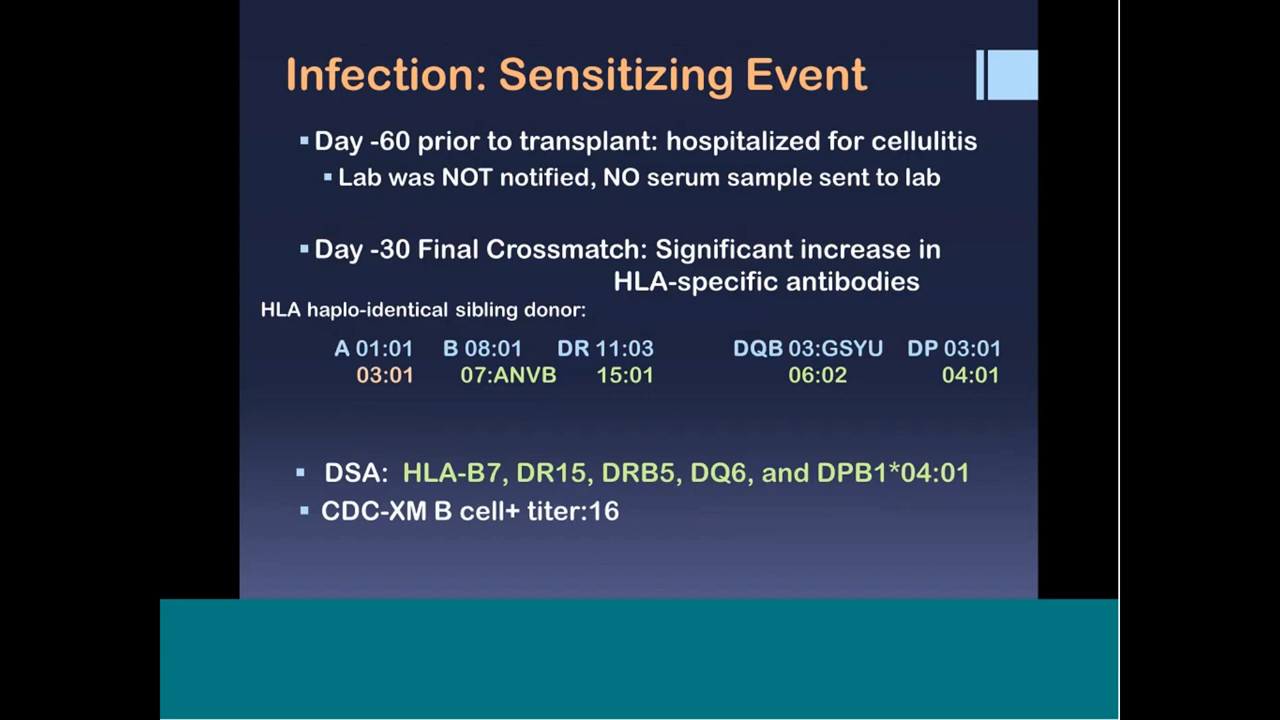 Infection: Sensitizing Event
Day -60 prior to transplant: hospitalized for cellulitis
Lab was NOT notified, NO serum sample sent to lab
Day -30 Final Crossmatch: Significant increase in
HLA-specific antibodies
HLA haplo-identical sibling donor:
A 01:01 B 08:01 DR 11:03 DQB 03:GSYU DP 03:01
03:01 07:ANVB 15:01 06:02 04:01
DSA: HLA-B7, DR15, DRB5, DQ6, and DPB1*04:01
CDC-XM B cell+ titer:16